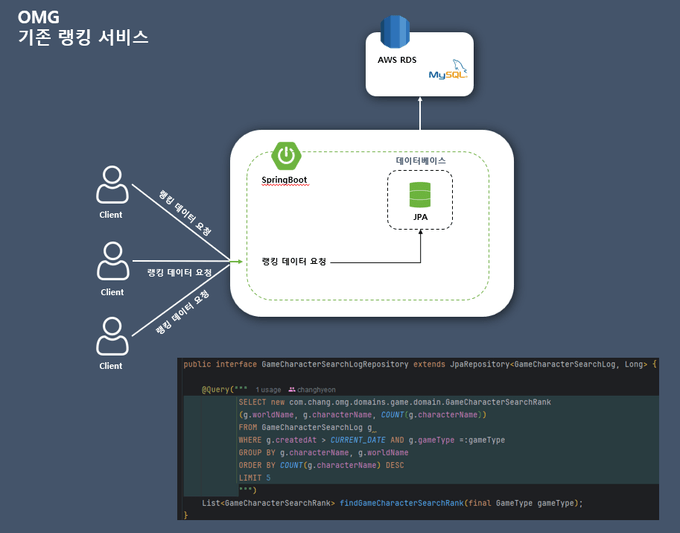 OMG
기존 랭킹 서비스
AWS RDS
MySQL
데이터베이스
SpringBoot
JPA
Client
랭킹 데이터 요청
Client
랭킹 데이터 요청
랭킹 데이터 요청
랭킹 데이터 요청
Client
public interface GameCharacterSearchLogRepository extends JpaRepository<GameCharacterSearchLog, Long> {
@Query(""" 1 usage changhyeon
SELECT new com.chang.omg.domains.game.domain.GameCharacterSearchRank
(g.worldName, g.characterName, COUNT(g.characterName))
FROM GameCharacterSearchLog g
WHERE g.createdAt > CURRENT_DATE AND g.gameType =:gameType
GROUP BY g.characterName, g.worldName
ORDER BY COUNT(g.characterName) DESC
LIMIT 5
""")
List<GameCharacterSearchRank> findGameCharacterSearchRank(final GameType gameType);
}